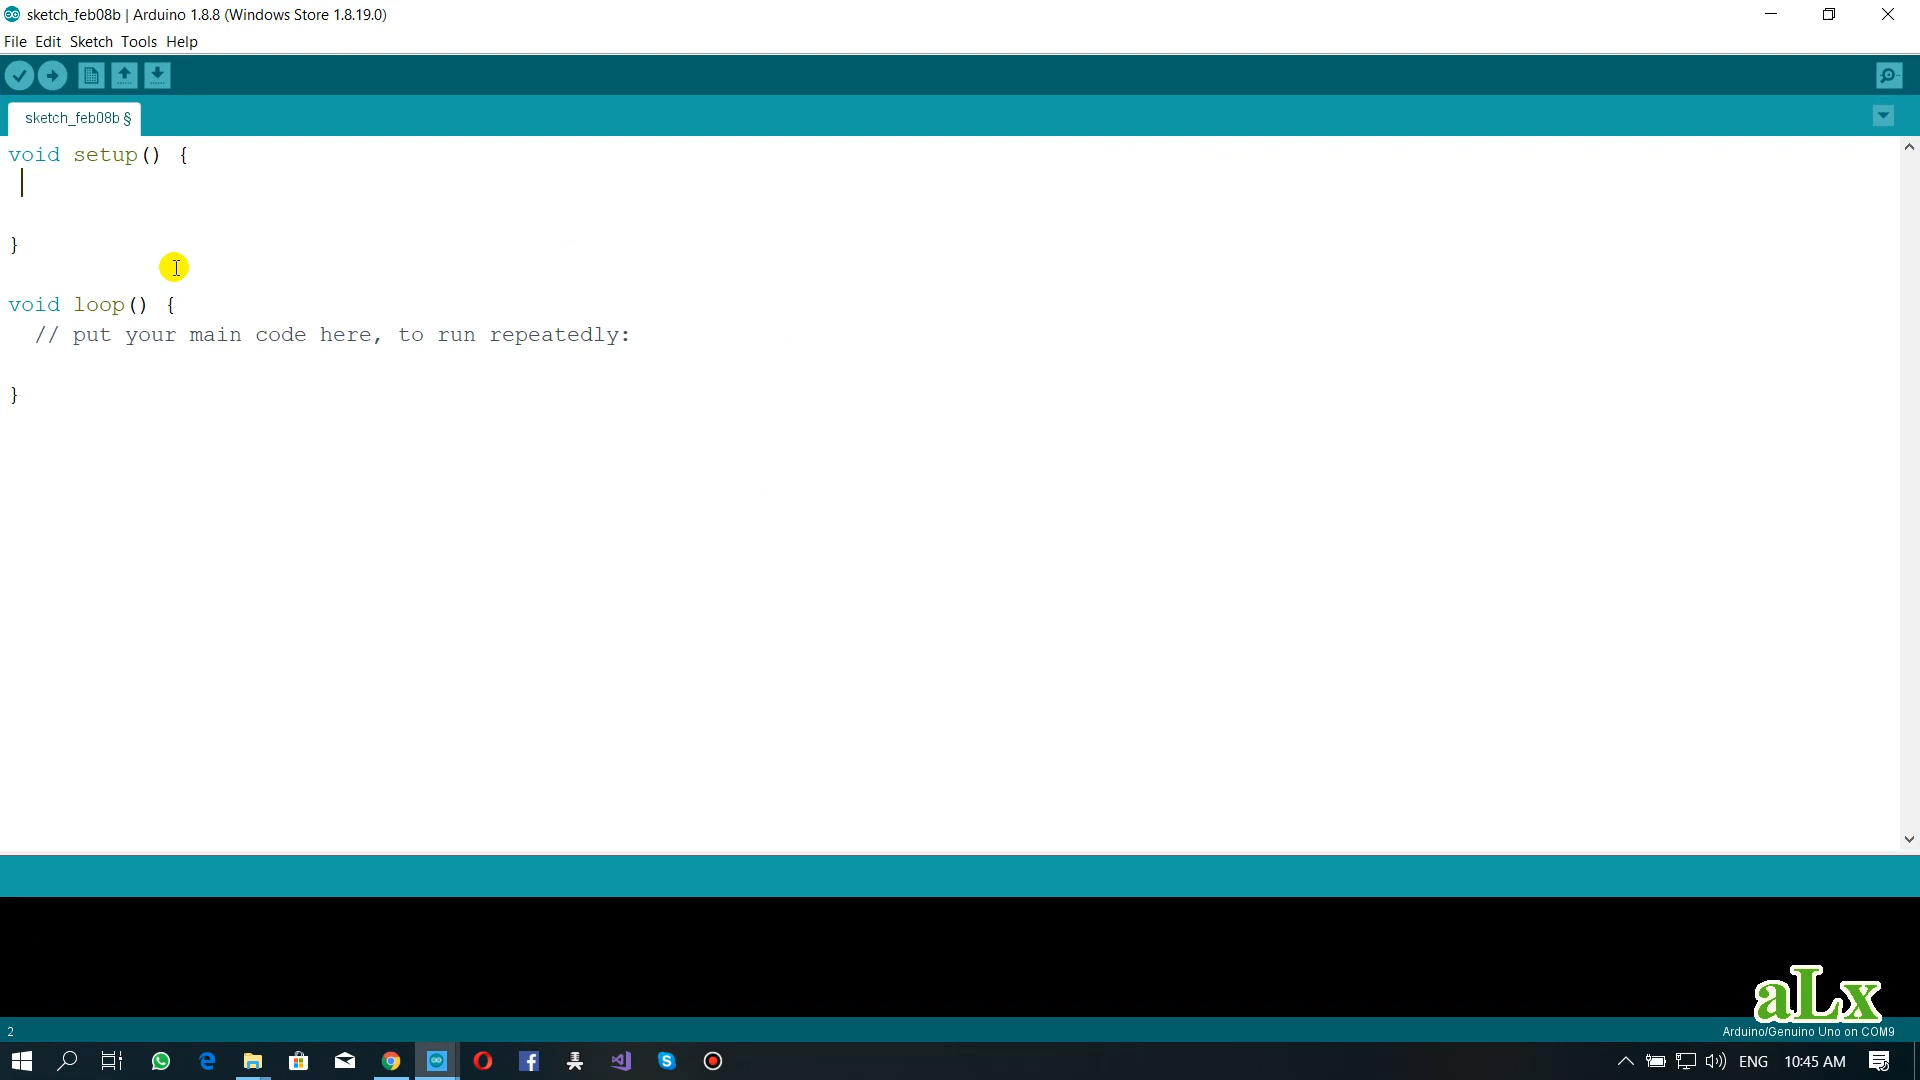 sketch_feb08b | Arduino 1.8.8 (Windows Store 1.8.19.0)
File Edit Sketch Tools Help
sketch_feb08b §
void setup() {
}
void loop() {
// put your main code here, to run repeatedly:
}
aLx
2
Arduino/Genuino Uno on COM9
ENG
10:45 AM